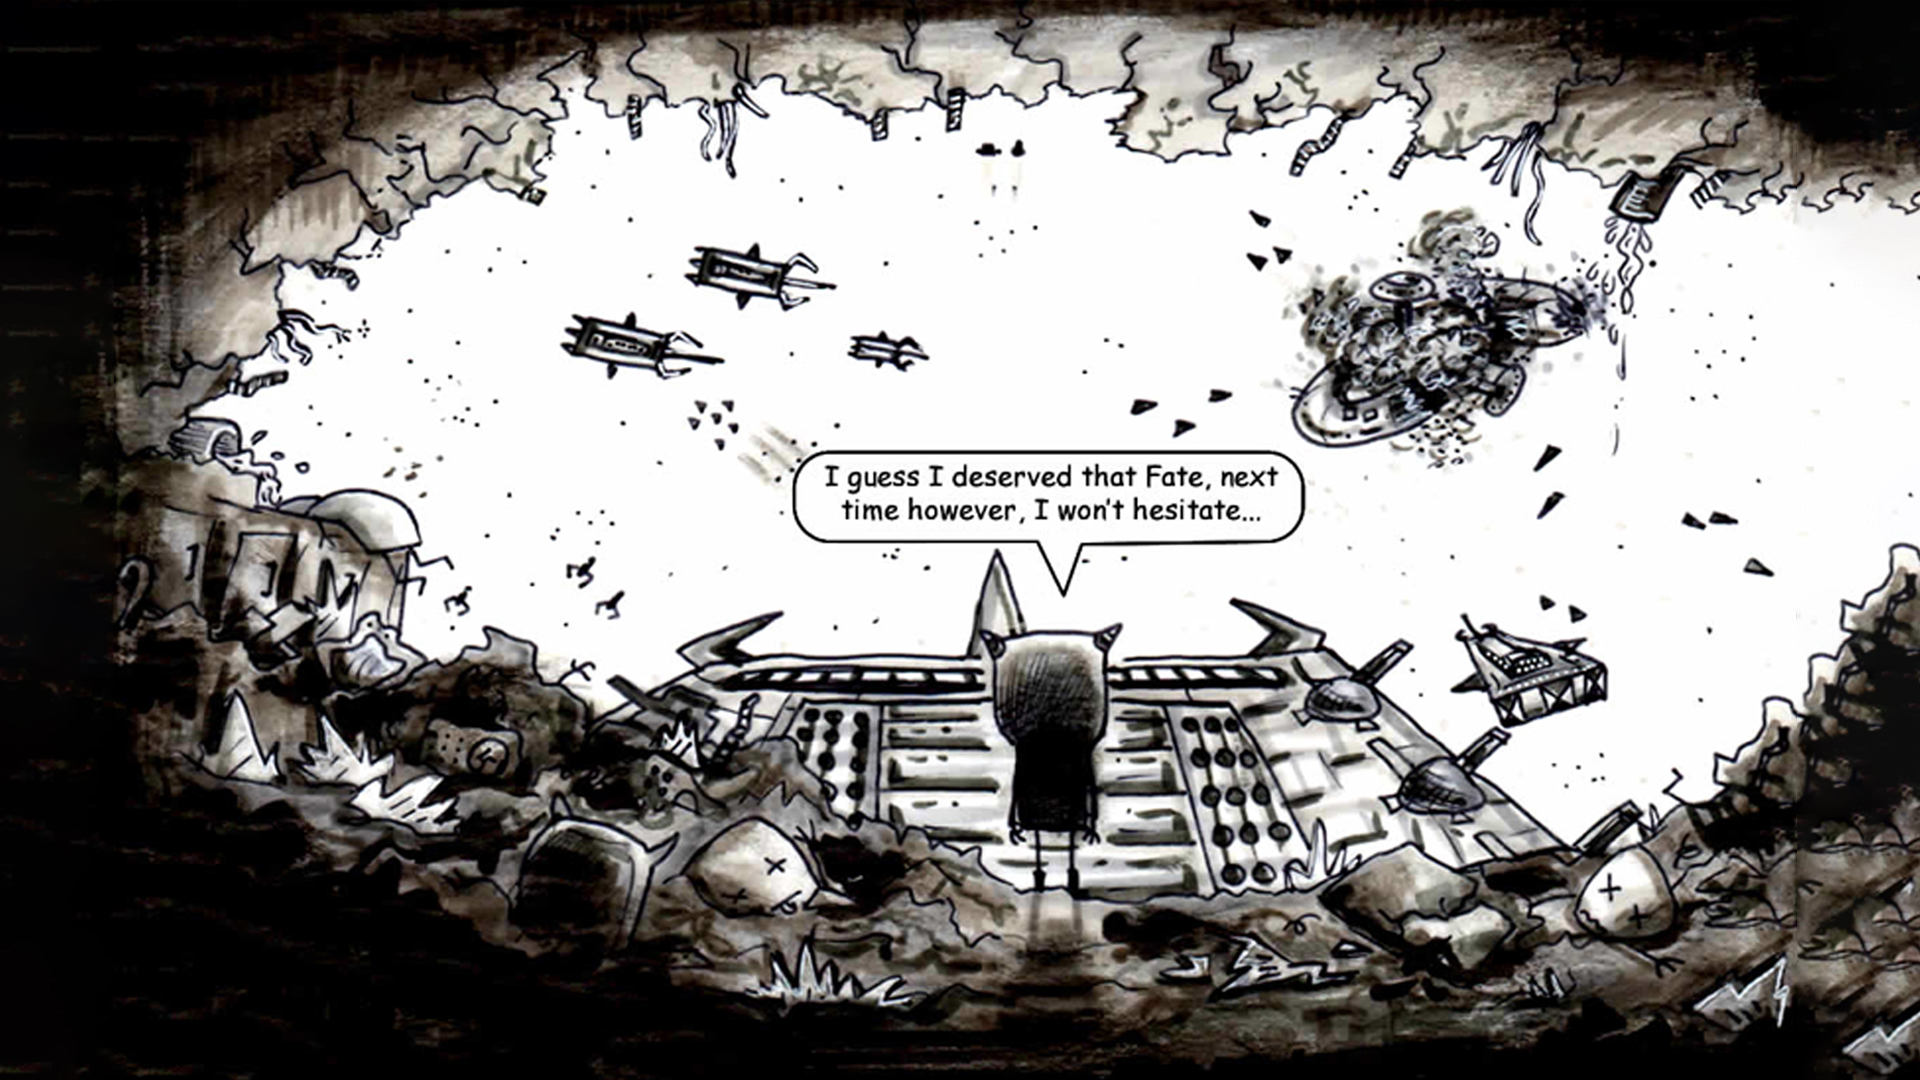 I guess I deserved that Fate, next
time however, I won't hesitate...